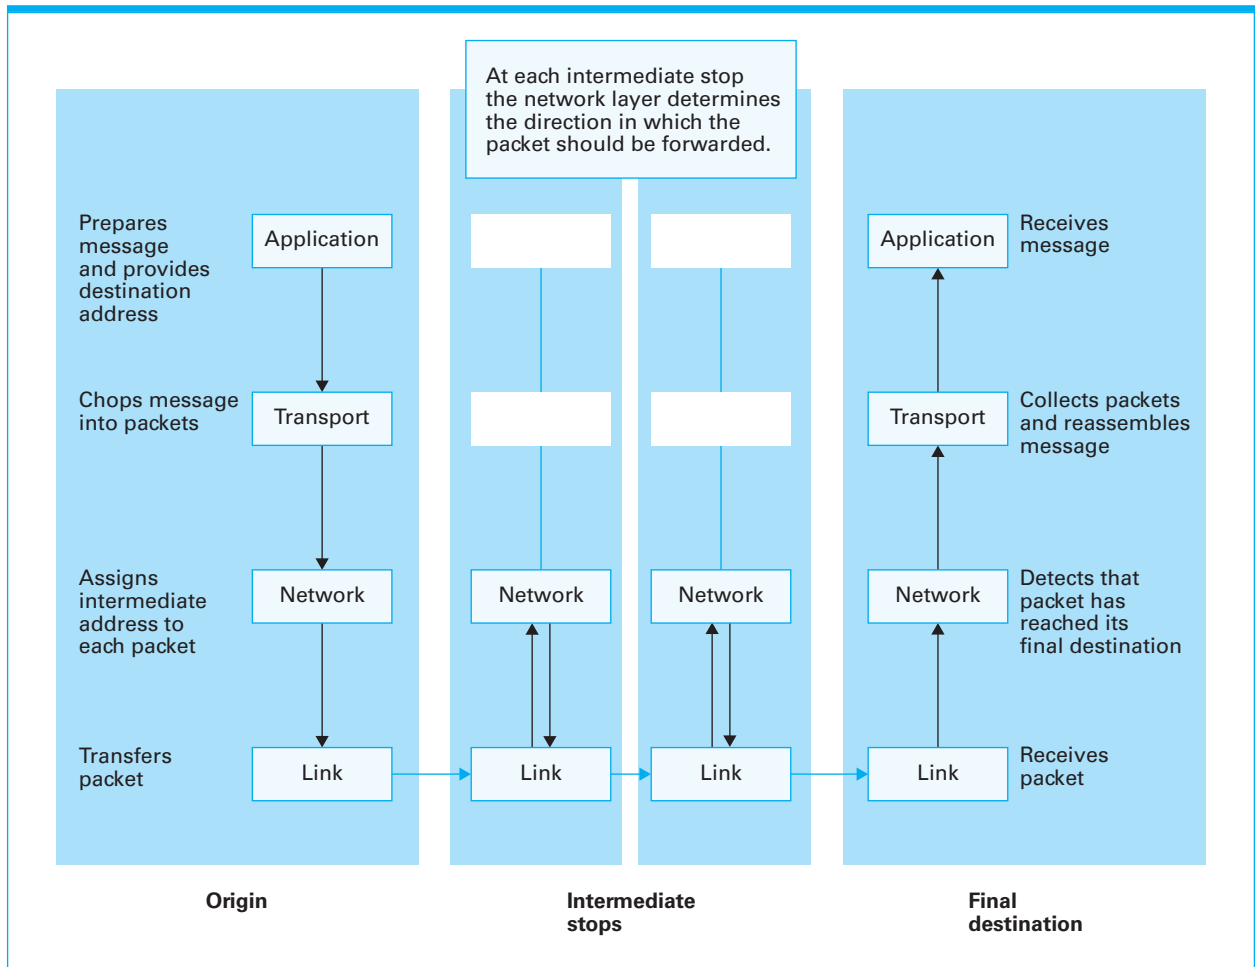 At each intermediate stop
the network layer determines
the direction in which the
packet should be forwarded.
Prepares
message
and provides
destination
address
Application
Application
Receives
message
Chops message
into packets
Transport
Transport
Collects packets
and reassembles
message
Assigns
intermediate
address to
each packet
Network
Network
Network
Network
Detects that
packet has
reached its
final destination
Transfers
packet
Link
Link
Link
Link
Receives
packet
Origin
Intermediate
stops
Final
destination